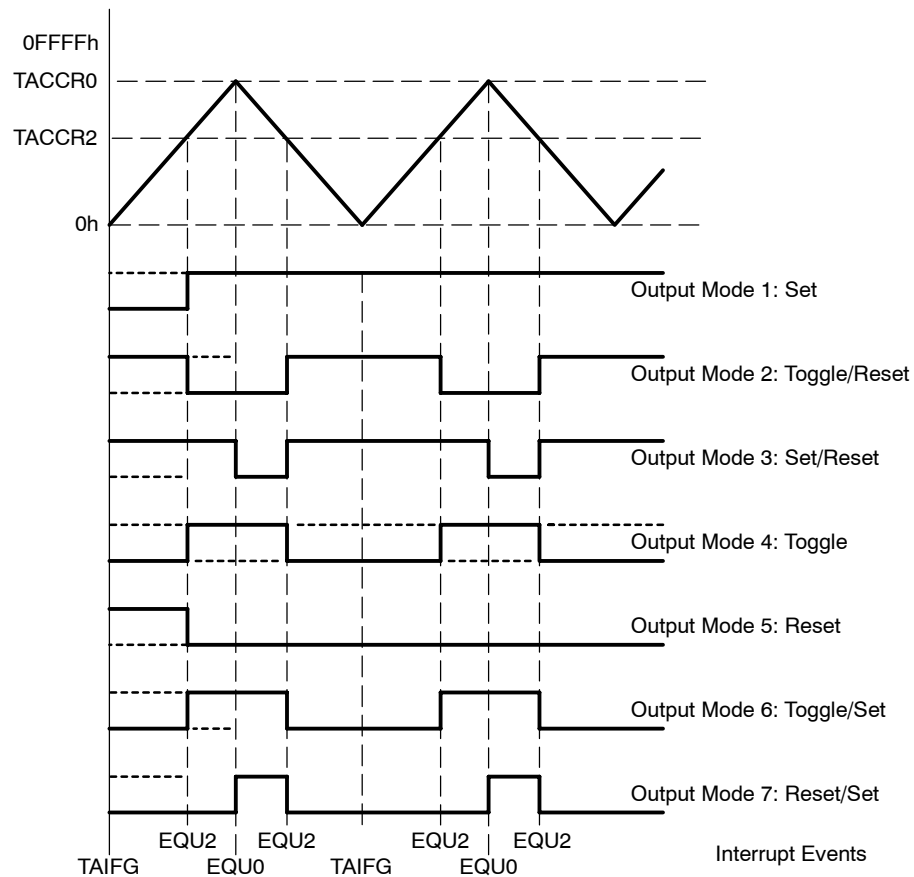 0FFFFh
TACCR0
TACCR2
0h
Output Mode 1: Set
Output Mode 2: Toggle/Reset
Output Mode 3: Set/Reset
Output Mode 4: Toggle
Output Mode 5: Reset
Output Mode 6: Toggle/Set
Output Mode 7: Reset/Set
EQU2 EQU2 EQU2 EQU2
TAIFG EQU0 TAIFG EQU0 Interrupt Events